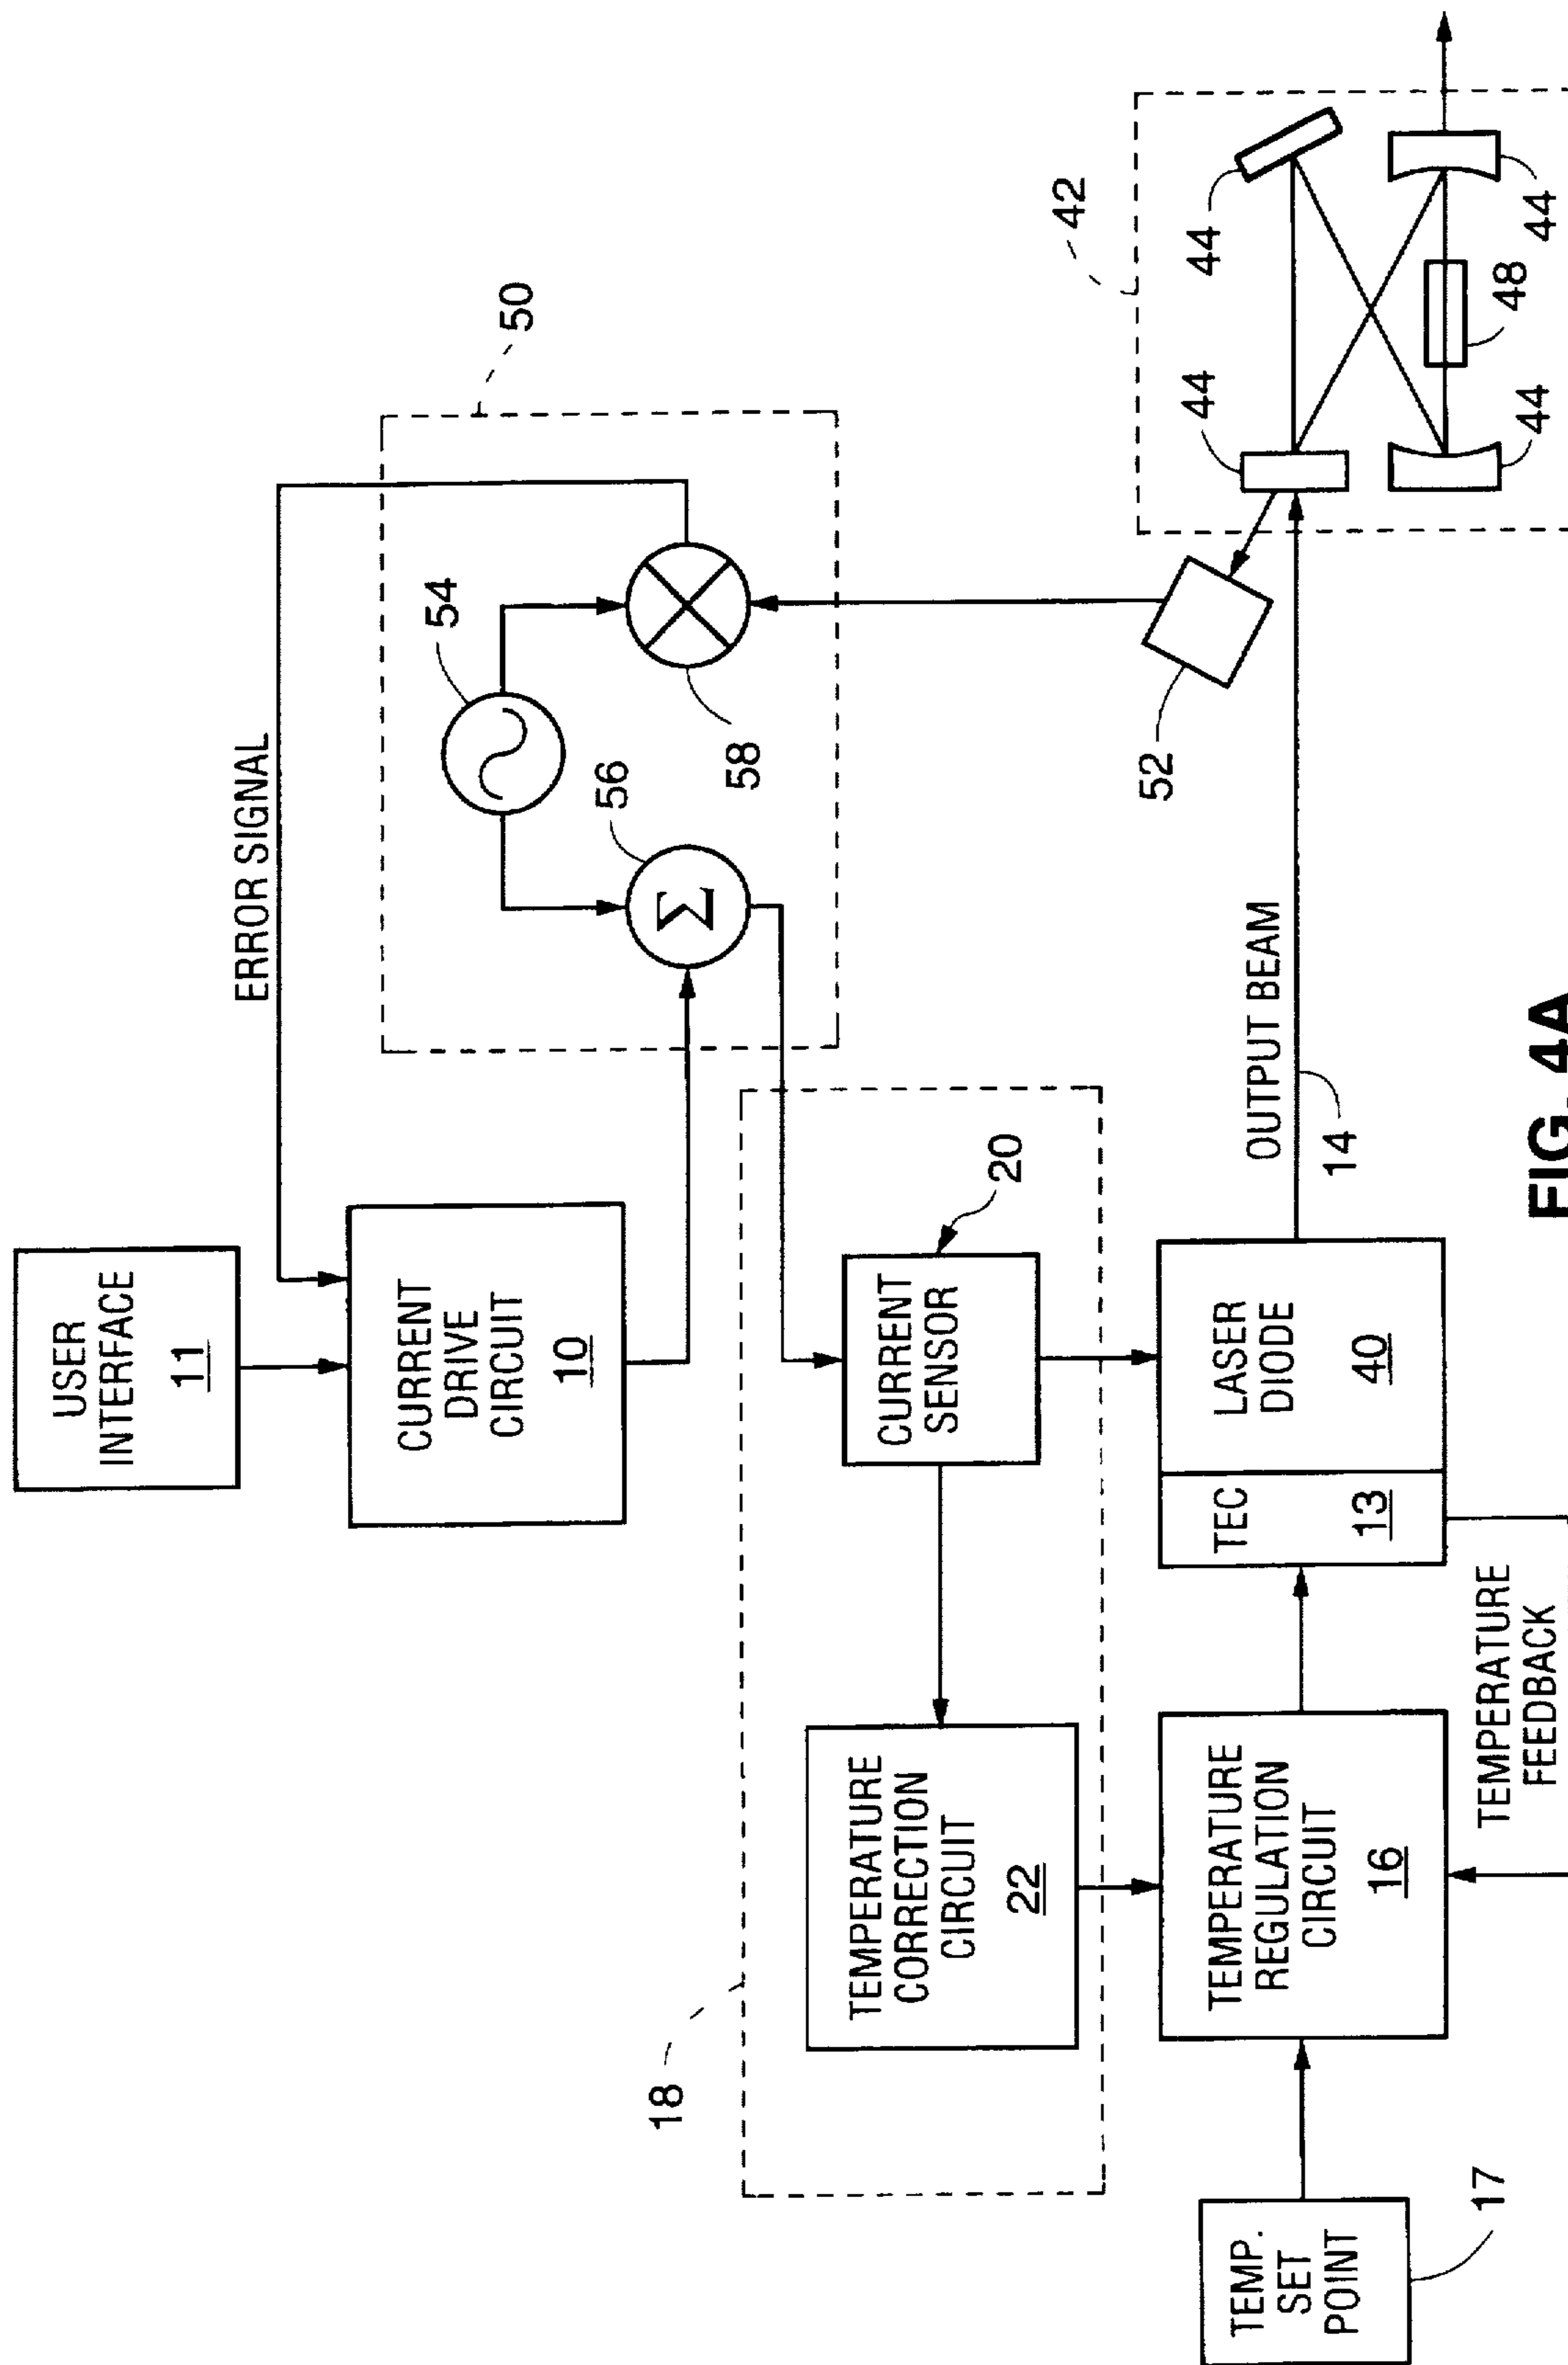 USER
INTERFACE
11
ERROR SIGNAL
CURRENT
DRIVE
CIRCUIT
10
50
54
56
Σ
58
18
20
CURRENT
SENSOR
TEMPERATURE
CORRECTION
CIRCUIT
22
TEMP.
SET
POINT
17
TEMPERATURE
REGULATION
CIRCUIT
16
TEC
13
LASER
DIODE
40
TEMPERATURE
FEEDBACK
OUTPUT BEAM
14
52
42
44
44
44
44
48
FIG. 4A